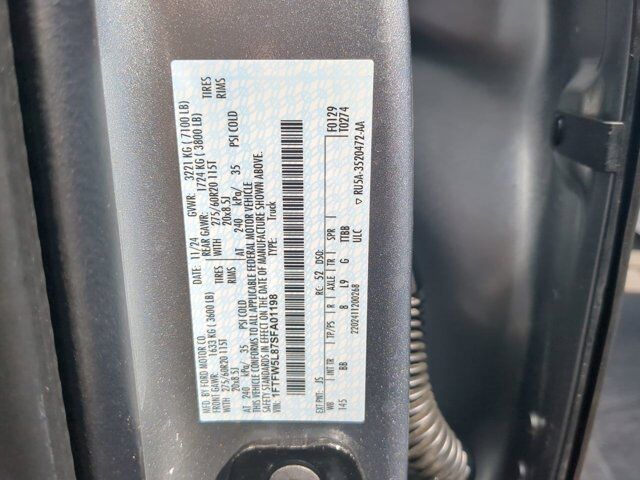 MFD. BY FORD MOTOR CO.
11/24 GVWR: 3221 KG ( 7100 LB)
FRONT GAWR: 1633 KG ( 3600 LB) REAR GAWR: 1724 KG ( 3800 LB)
WITH 275/60R20 115T TIRES WITH 275/60R20 115T TIRES
20x8.5J RIMS 20x8.5J RIMS
AT 240 kPa/ 35 PSI COLD AT 240 kPa/ 35 PSI COLD
THIS VEHICLE CONFORMS TO ALL APPLICABLE FEDERAL MOTOR VEHICLE
SAFETY STANDARDS IN EFFECT ON THE DATE OF MANUFACTURE SHOWN ABOVE.
VIN: 1FTFW5L87SFA01198 TYPE: Truck
F0129
T0274
EXT PNT: JS RC: 52 DSO:
WB INT TR TP/PS R AXLE TR SPR
145 BB 8 L9 G TTBB
ULC
2202411200268
RU5A-3520472-AA